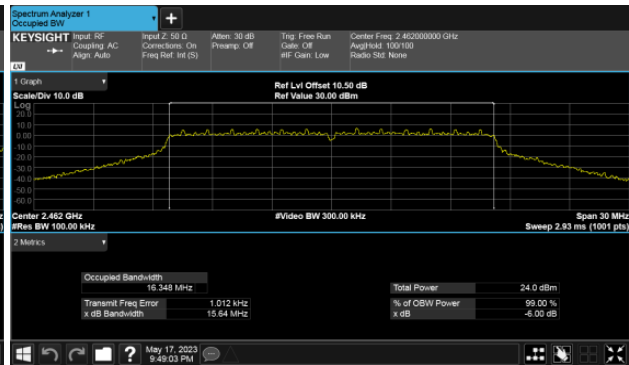 Spectrum Analyzer 1
Occupied BW
+
KEYSIGHT Input: RF Input Z: 50 Ω Atten: 30 dB Trig: Free Run Center Freq: 2.462000000 GHz
Coupling: AC Corrections: On Preamp: Off Gate: Off Avg|Hold: 100/100
Align: Auto Freq Ref: Int (S) #IF Gain: Low Radio Std: None
LXI
1 Graph
Ref Lvl Offset 10.50 dB
Scale/Div 10.0 dB Ref Value 30.00 dBm
Log
20.0
10.0
0.00
-10.0
-20.0
-30.0
-40.0
-50.0
-60.0
Center 2.462 GHz #Video BW 300.00 kHz Span 30 MHz
#Res BW 100.00 kHz Sweep 2.93 ms (1001 pts)
2 Metrics
Occupied Bandwidth
16.348 MHz Total Power 24.0 dBm
Transmit Freq Error 1.012 kHz % of OBW Power 99.00 %
x dB Bandwidth 15.64 MHz x dB -6.00 dB
?
May 17, 2023
9:49:03 PM